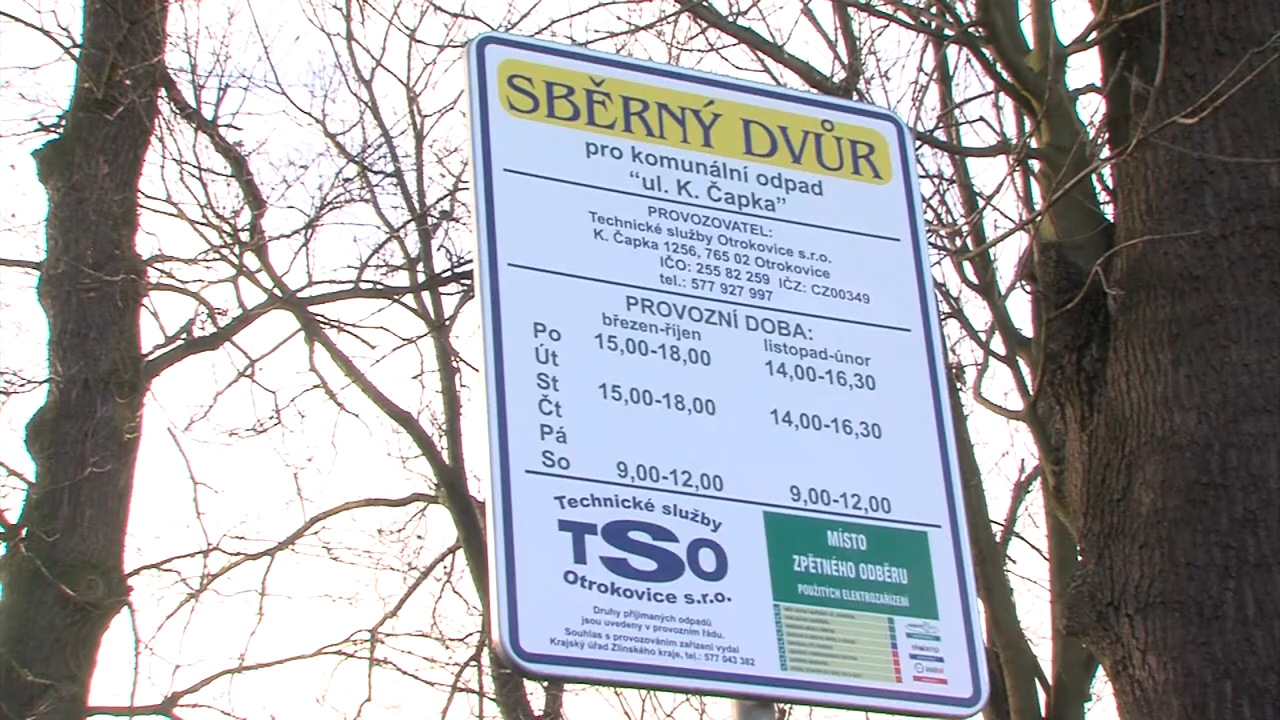 SBĚRNÝ DVŮR
pro komunální odpad
“ul. K. Čapka”
PROVOZOVATEL:
Technické služby Otrokovice s.r.o.
K. Čapka 1256, 765 02 Otrokovice
IČO: 255 82 259 IČZ: CZ00349
tel.: 577 927 997
PROVOZNÍ DOBA:
březen-říjen listopad-únor
Po 15,00-18,00 14,00-16,30
Út
St 15,00-18,00 14,00-16,30
Čt
Pá
So 9,00-12,00 9,00-12,00
Technické služby
TSO
Otrokovice s.r.o.
Druhy přijímaných odpadů
jsou uvedeny v provozním řádu.
Souhlas s provozováním zařízení vydal
Krajský úřad Zlínského kraje, tel.: 577 043 382
MÍSTO
ZPĚTNÉHO ODBĚRU
POUŽITÝCH ELEKTROZAŘÍZENÍ